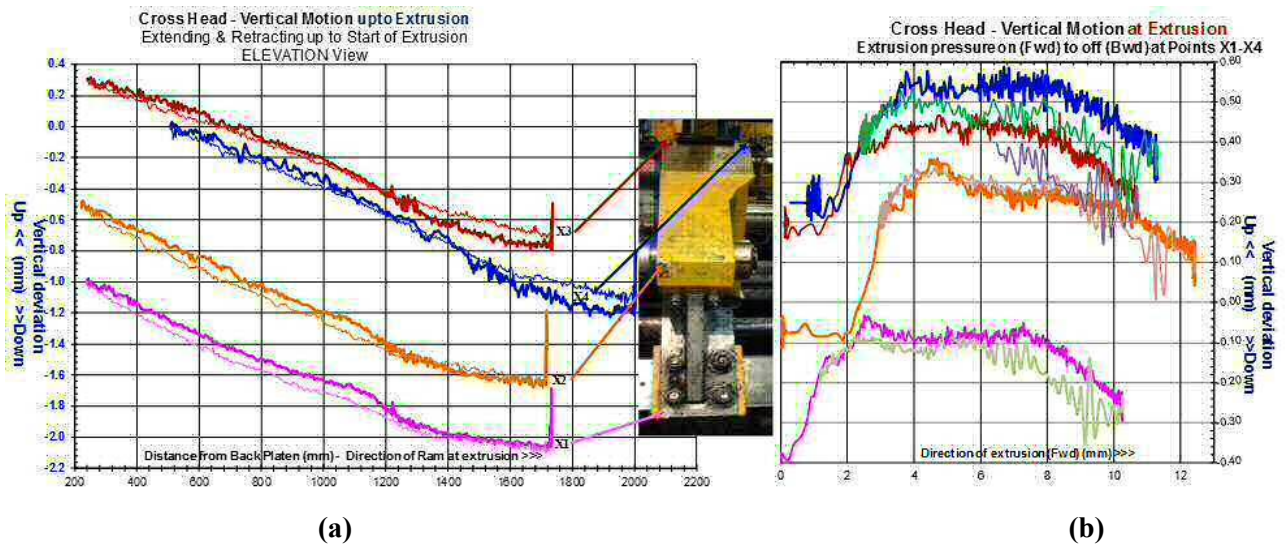 Cross Head - Vertical Motion upto Extrusion
Extending & Retracting up to Start of Extrusion
ELEVATION View
0.4
0.2
0.0
-0.2
-0.4
-0.6
-0.8
-1.0
-1.2
-1.4
-1.6
-1.8
-2.0
-2.2
Vertical deviation
Up << (mm) >>Down
X3
X4
X2
X1
Distance from Back Platen (mm) - Direction of Ram at extrusion >>>
200 400 600 800 1000 1200 1400 1600 1800 2000 2200
(a)
Cross Head - Vertical Motion at Extrusion
Extrusion pressure on (Fwd) to off (Bwd) at Points X1-X4
0.60
0.50
0.40
0.30
0.20
0.10
0.00
-0.10
-0.20
-0.30
-0.40
Vertical deviation
Up << (mm) >>Down
Direction of extrusion (Fwd) (mm) >>>
0 2 4 6 8 10 12
(b)